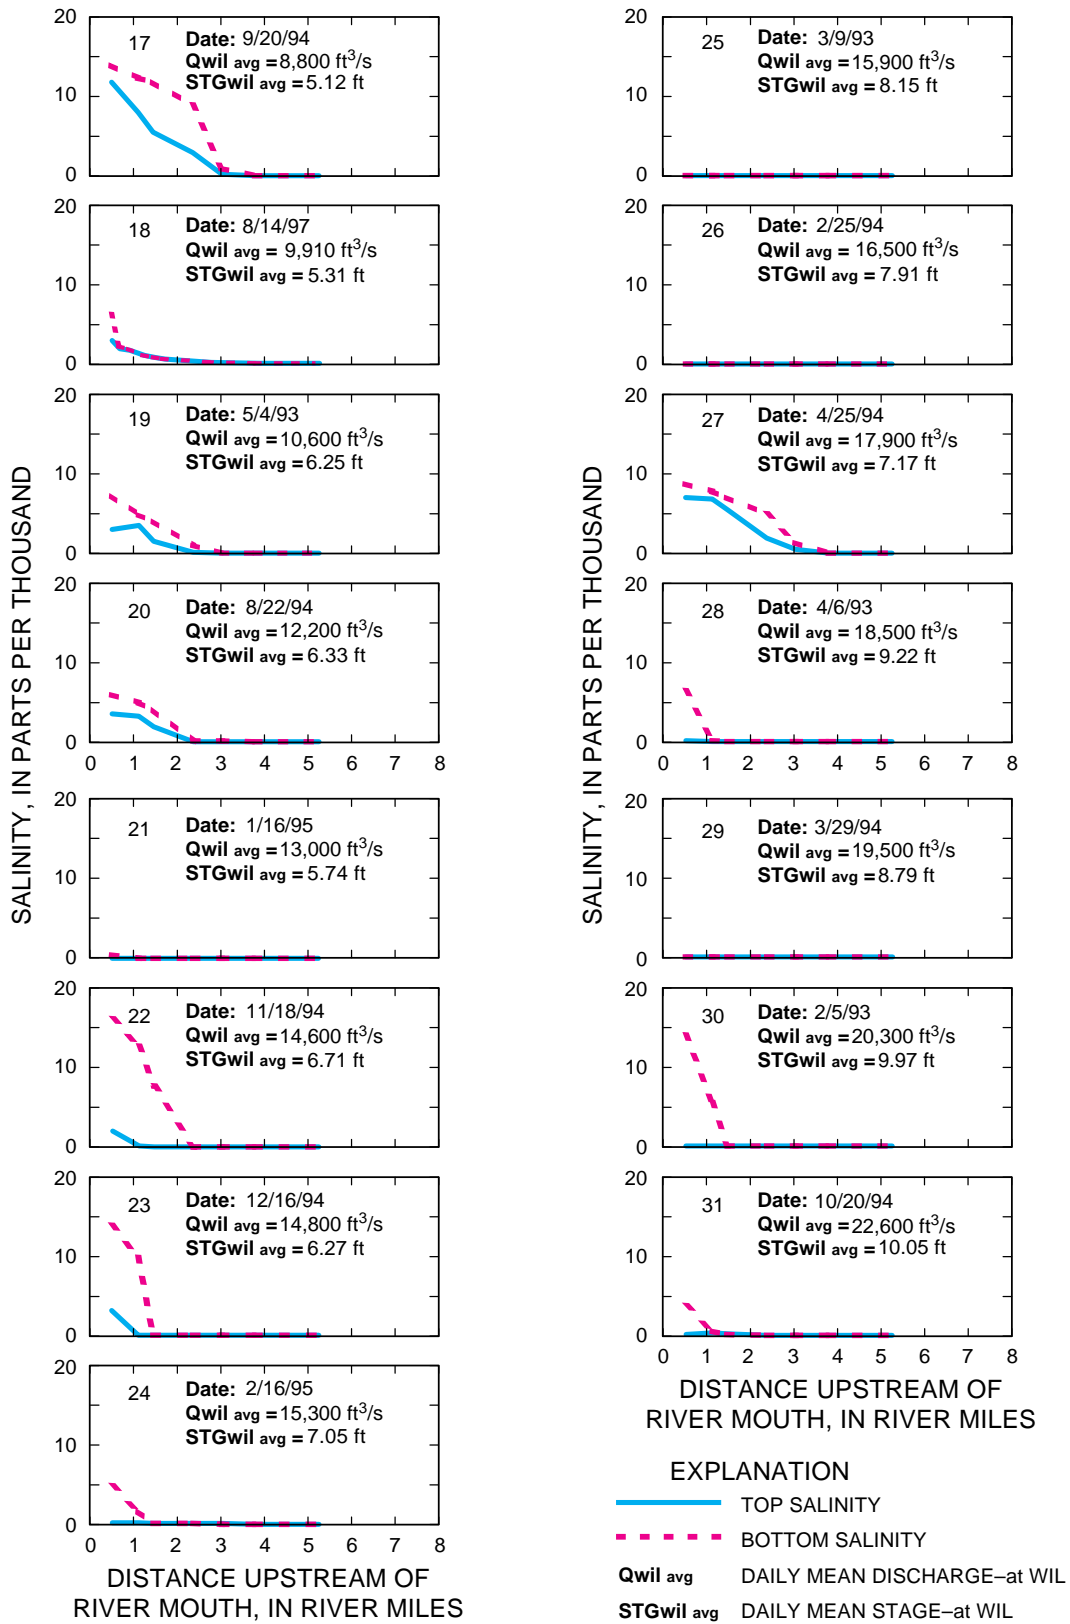 20
10
0
17
Date: 9/20/94
Qwil avg = 8,800 ft³/s
STGwil avg = 5.12 ft
20
10
0
18
Date: 8/14/97
Qwil avg = 9,910 ft³/s
STGwil avg = 5.31 ft
20
10
0
19
Date: 5/4/93
Qwil avg = 10,600 ft³/s
STGwil avg = 6.25 ft
20
10
0
20
Date: 8/22/94
Qwil avg = 12,200 ft³/s
STGwil avg = 6.33 ft
0 1 2 3 4 5 6 7 8
SALINITY, IN PARTS PER THOUSAND
20
10
0
21
Date: 1/16/95
Qwil avg = 13,000 ft³/s
STGwil avg = 5.74 ft
20
10
0
22
Date: 11/18/94
Qwil avg = 14,600 ft³/s
STGwil avg = 6.71 ft
20
10
0
23
Date: 12/16/94
Qwil avg = 14,800 ft³/s
STGwil avg = 6.27 ft
20
10
0
24
Date: 2/16/95
Qwil avg = 15,300 ft³/s
STGwil avg = 7.05 ft
0 1 2 3 4 5 6 7 8
DISTANCE UPSTREAM OF
RIVER MOUTH, IN RIVER MILES
20
10
0
25
Date: 3/9/93
Qwil avg = 15,900 ft³/s
STGwil avg = 8.15 ft
20
10
0
26
Date: 2/25/94
Qwil avg = 16,500 ft³/s
STGwil avg = 7.91 ft
20
10
0
27
Date: 4/25/94
Qwil avg = 17,900 ft³/s
STGwil avg = 7.17 ft
20
10
0
28
Date: 4/6/93
Qwil avg = 18,500 ft³/s
STGwil avg = 9.22 ft
0 1 2 3 4 5 6 7 8
SALINITY, IN PARTS PER THOUSAND
20
10
0
29
Date: 3/29/94
Qwil avg = 19,500 ft³/s
STGwil avg = 8.79 ft
20
10
0
30
Date: 2/5/93
Qwil avg = 20,300 ft³/s
STGwil avg = 9.97 ft
20
10
0
31
Date: 10/20/94
Qwil avg = 22,600 ft³/s
STGwil avg = 10.05 ft
0 1 2 3 4 5 6 7 8
DISTANCE UPSTREAM OF
RIVER MOUTH, IN RIVER MILES
EXPLANATION
TOP SALINITY
BOTTOM SALINITY
Qwil avg DAILY MEAN DISCHARGE–at WIL
STGwil avg DAILY MEAN STAGE–at WIL